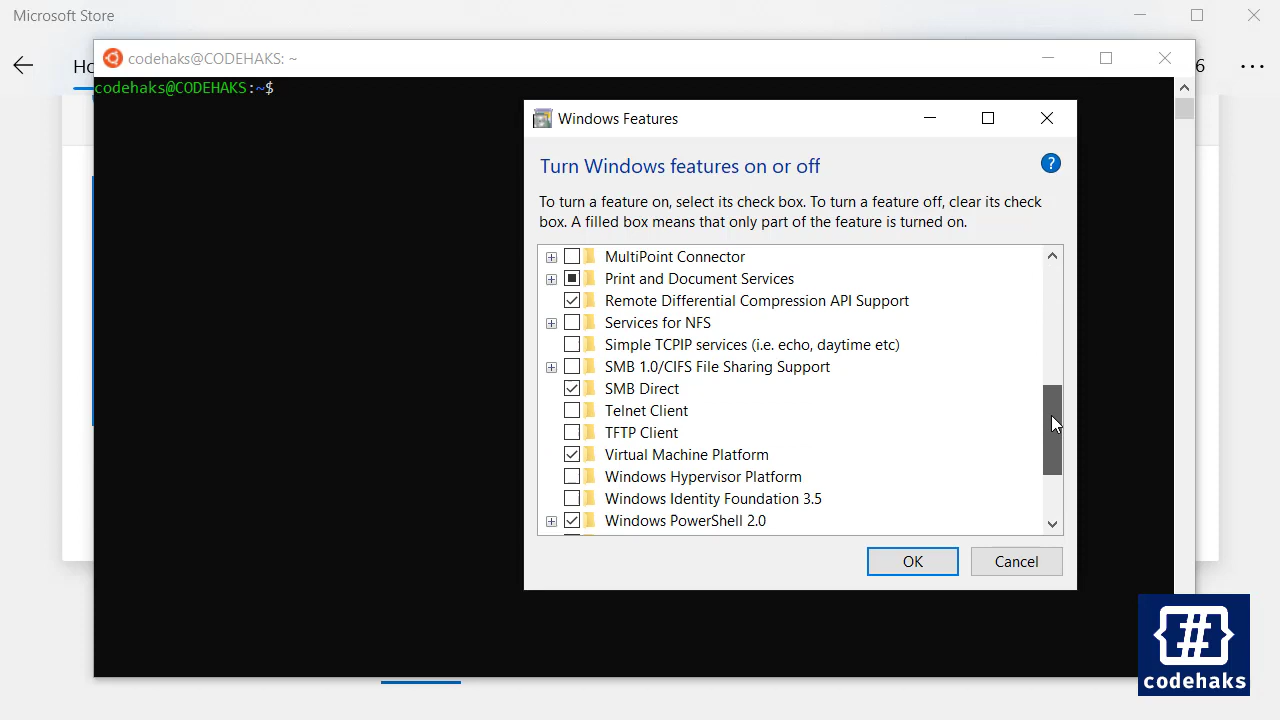 Microsoft Store
Ho
6
codehaks@CODEHAKS: ~
codehaks@CODEHAKS:~$
Windows Features
Turn Windows features on or off
?
To turn a feature on, select its check box. To turn a feature off, clear its check
box. A filled box means that only part of the feature is turned on.
MultiPoint Connector
Print and Document Services
Remote Differential Compression API Support
Services for NFS
Simple TCPIP services (i.e. echo, daytime etc)
SMB 1.0/CIFS File Sharing Support
SMB Direct
Telnet Client
TFTP Client
Virtual Machine Platform
Windows Hypervisor Platform
Windows Identity Foundation 3.5
Windows PowerShell 2.0
OK
Cancel
{#}
codehaks